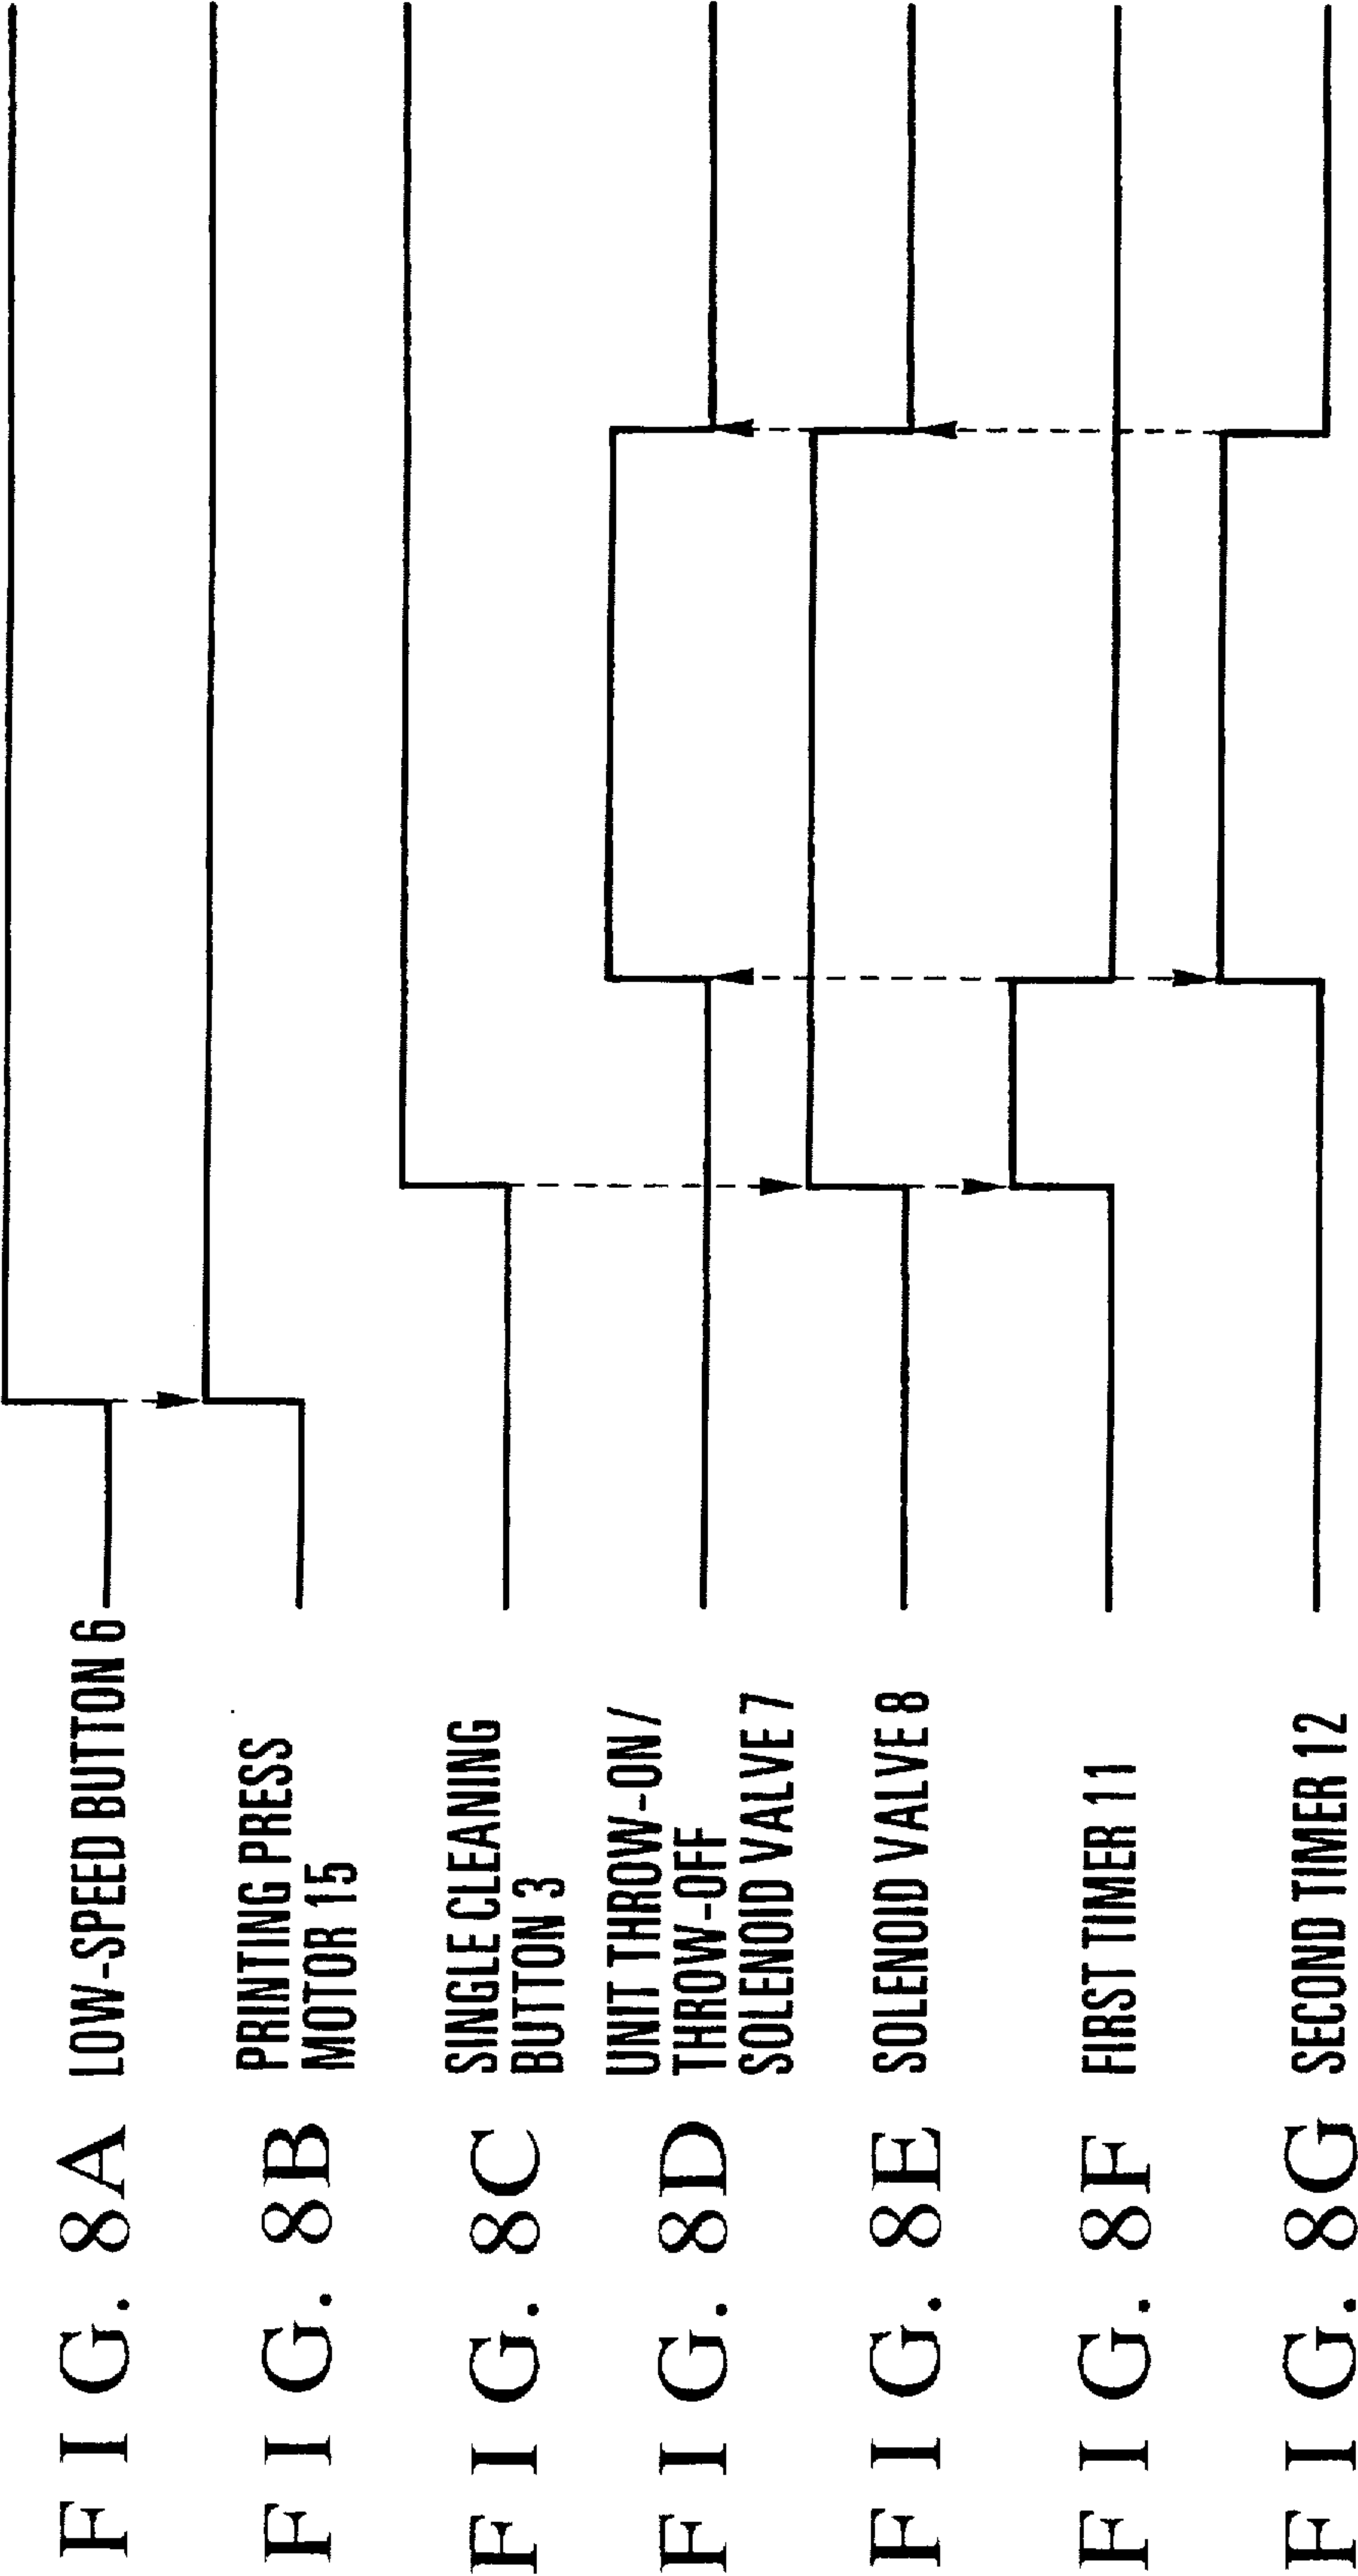 FIG. 8A LOW-SPEED BUTTON 6
FIG. 8B PRINTING PRESS
MOTOR 15
FIG. 8C SINGLE CLEANING
BUTTON 3
FIG. 8D UNIT THROW-ON/
THROW-OFF
SOLENOID VALVE 7
FIG. 8E SOLENOID VALVE 8
FIG. 8F FIRST TIMER 11
FIG. 8G SECOND TIMER 12